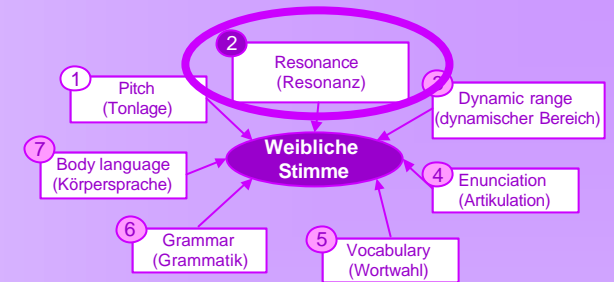 1
Pitch
(Tonlage)
2
Resonance
(Resonanz)
3
Dynamic range
(dynamischer Bereich)
7
Body language
(Körpersprache)
Weibliche
Stimme
4
Enunciation
(Artikulation)
6
Grammar
(Grammatik)
5
Vocabulary
(Wortwahl)